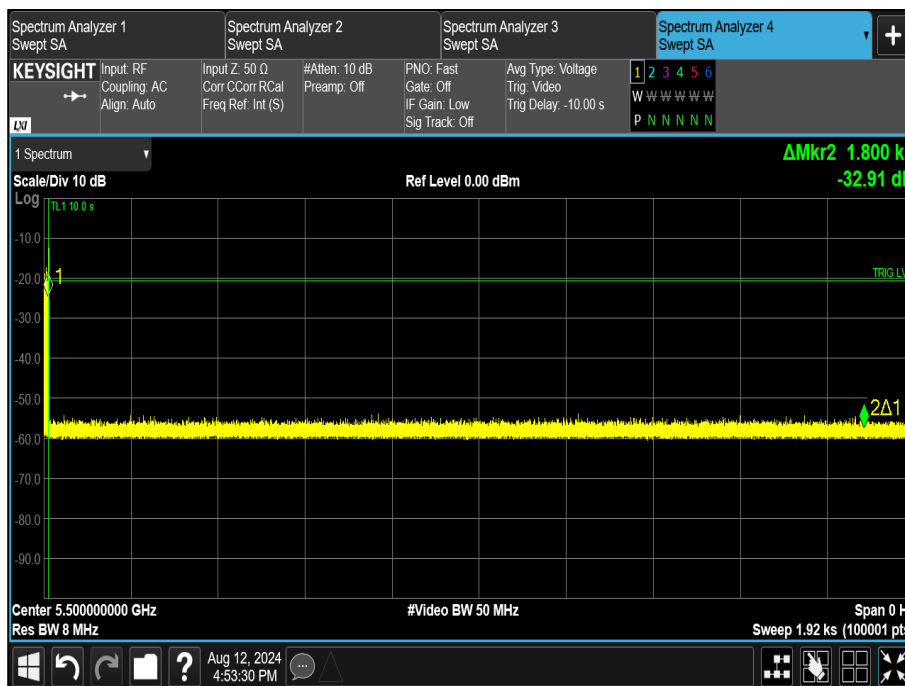 Spectrum Analyzer 1
Swept SA
Spectrum Analyzer 2
Swept SA
Spectrum Analyzer 3
Swept SA
Spectrum Analyzer 4
Swept SA
▼
+
KEYSIGHT
LXI
Input: RF
Coupling: AC
Align: Auto
Input Z: 50 Ω
Corr CCorr RCal
Freq Ref: Int (S)
#Atten: 10 dB
Preamp: Off
PNO: Fast
Gate: Off
IF Gain: Low
Sig Track: Off
Avg Type: Voltage
Trig: Video
Trig Delay: -10.00 s
1 2 3 4 5 6
W W W W W W
P N N N N N
1 Spectrum ▼
ΔMkr2 1.800 k
-32.91 d
Scale/Div 10 dB
Ref Level 0.00 dBm
Log
TL1 10.0 s
-10.0
-20.0
1
TRIG LV
-30.0
-40.0
-50.0
2Δ1
-60.0
-70.0
-80.0
-90.0
Center 5.500000000 GHz
#Video BW 50 MHz
Span 0 H
Res BW 8 MHz
Sweep 1.92 ks (100001 pts
?
Aug 12, 2024
4:53:30 PM